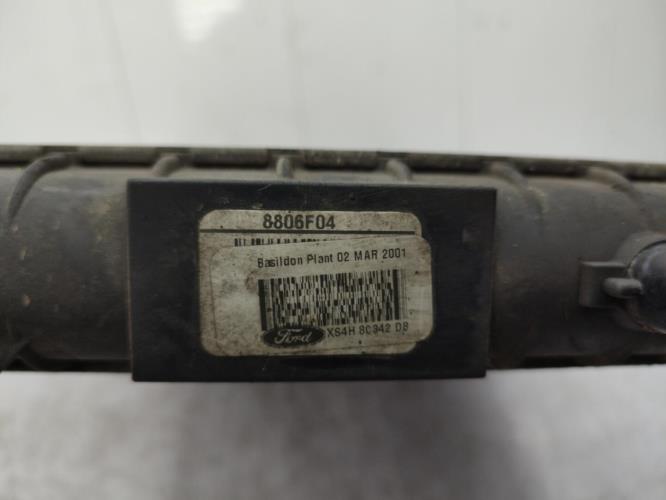 8806F04
Basildon Plant 02 MAR 2001
Ford XS4H 8C342 DB